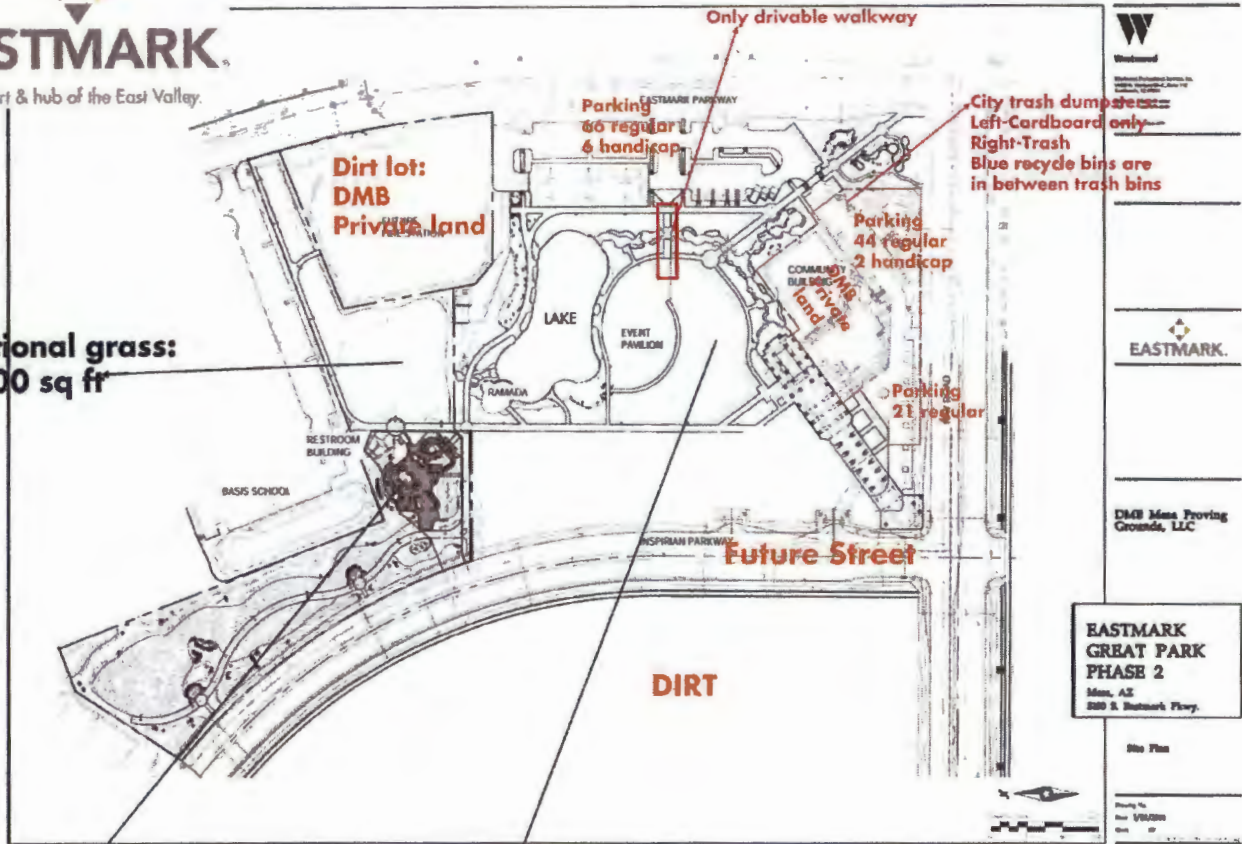 STMARK
rt & hub of the East Valley.
Only drivable walkway
W
Westwood
Parking
66 regular
6 handicap
EASTMARK PARKWAY
City trash dumpsters:
Left-Cardboard only
Right-Trash
Blue recycle bins are
in between trash bins
Dirt lot:
DMB
Private land
Parking
44 regular
2 handicap
COMMUNITY
BUILDING
DMB
Private
land
LAKE
EVENT
PAVILION
EASTMARK.
ional grass:
00 sq ft
RAMADA
Parking
21 regular
RESTROOM
BUILDING
BASIS SCHOOL
DMB Mesa Proving
Grounds, LLC
INSPIRIAN PARKWAY
Future Street
EASTMARK
GREAT PARK
PHASE 2
Mesa, AZ
S. Eastmark Pkwy.
DIRT
Site Plan